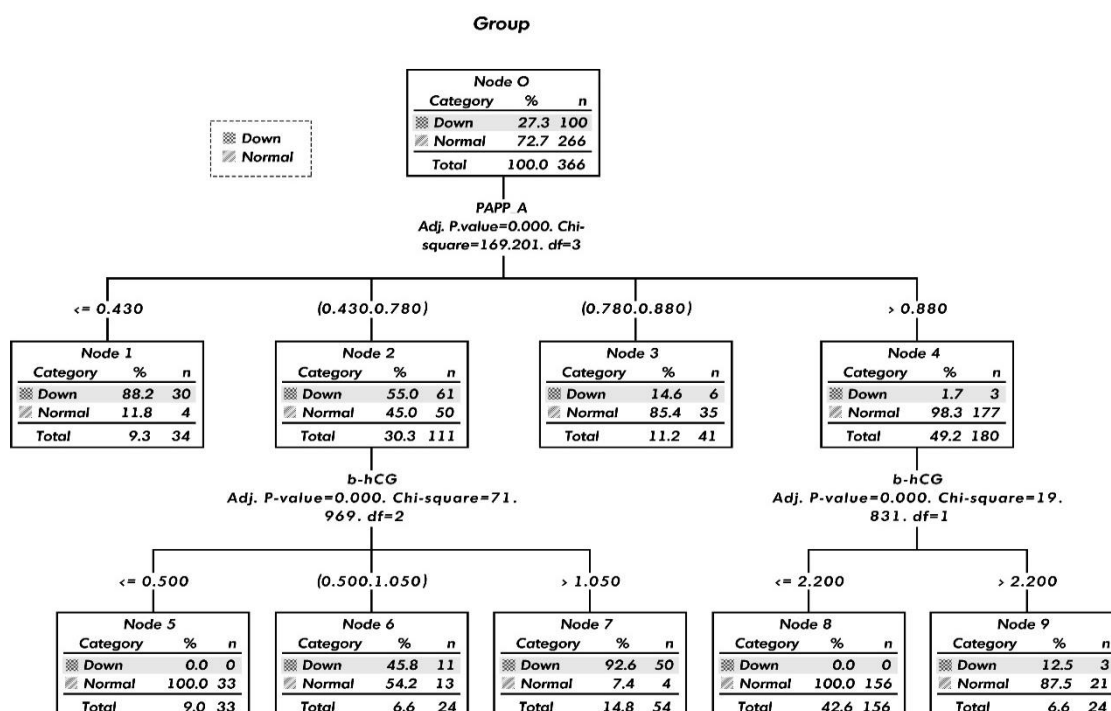 Group
Node O
Category % n
Down 27.3 100
Normal 72.7 266
Total 100.0 366
Down
Normal
PAPP_A
Adj. P.value=0.000. Chi-
square=169.201. df=3
<= 0.430
(0.430.0.780)
(0.780.0.880)
> 0.880
Node 1
Category % n
Down 88.2 30
Normal 11.8 4
Total 9.3 34
Node 2
Category % n
Down 55.0 61
Normal 45.0 50
Total 30.3 111
Node 3
Category % n
Down 14.6 6
Normal 85.4 35
Total 11.2 41
Node 4
Category % n
Down 1.7 3
Normal 98.3 177
Total 49.2 180
b-hCG
Adj. P-value=0.000. Chi-square=71.
969. df=2
b-hCG
Adj. P-value=0.000. Chi-square=19.
831. df=1
<= 0.500
(0.500.1.050)
> 1.050
<= 2.200
> 2.200
Node 5
Category % n
Down 0.0 0
Normal 100.0 33
Total 9.0 33
Node 6
Category % n
Down 45.8 11
Normal 54.2 13
Total 6.6 24
Node 7
Category % n
Down 92.6 50
Normal 7.4 4
Total 14.8 54
Node 8
Category % n
Down 0.0 0
Normal 100.0 156
Total 42.6 156
Node 9
Category % n
Down 12.5 3
Normal 87.5 21
Total 6.6 24